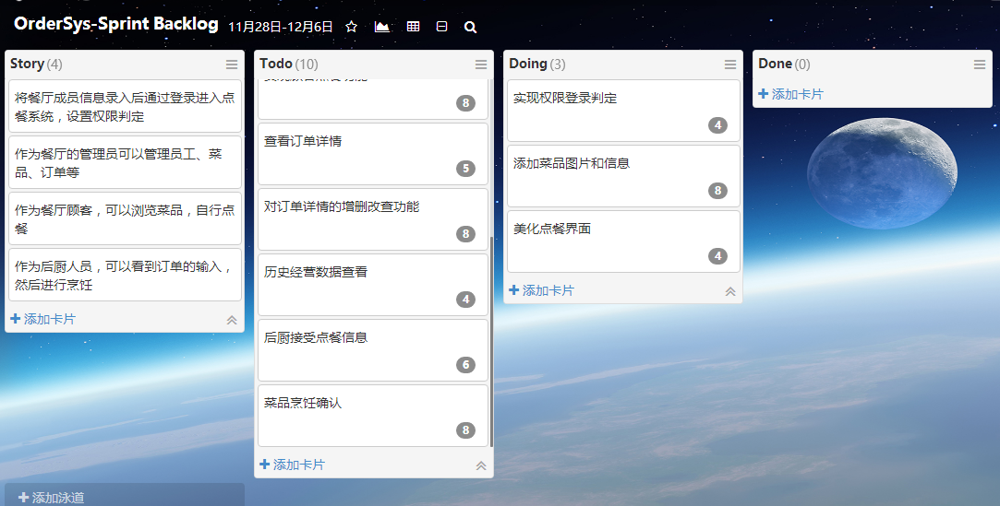 OrderSys-Sprint Backlog 11月28日-12月6日
Story (4)
将餐厅成员信息录入后通过登录进入点
餐系统，设置权限判定
作为餐厅的管理员可以管理员工、菜
品、订单等
作为餐厅顾客，可以浏览菜品，自行点
餐
作为后厨人员，可以看到订单的输入，
然后进行烹饪
添加卡片
添加泳道
Todo (10)
8
查看订单详情
5
对订单详情的增删改查功能
8
历史经营数据查看
4
后厨接受点餐信息
6
菜品烹饪确认
8
添加卡片
Doing (3)
实现权限登录判定
4
添加菜品图片和信息
8
美化点餐界面
4
添加卡片
Done (0)
添加卡片